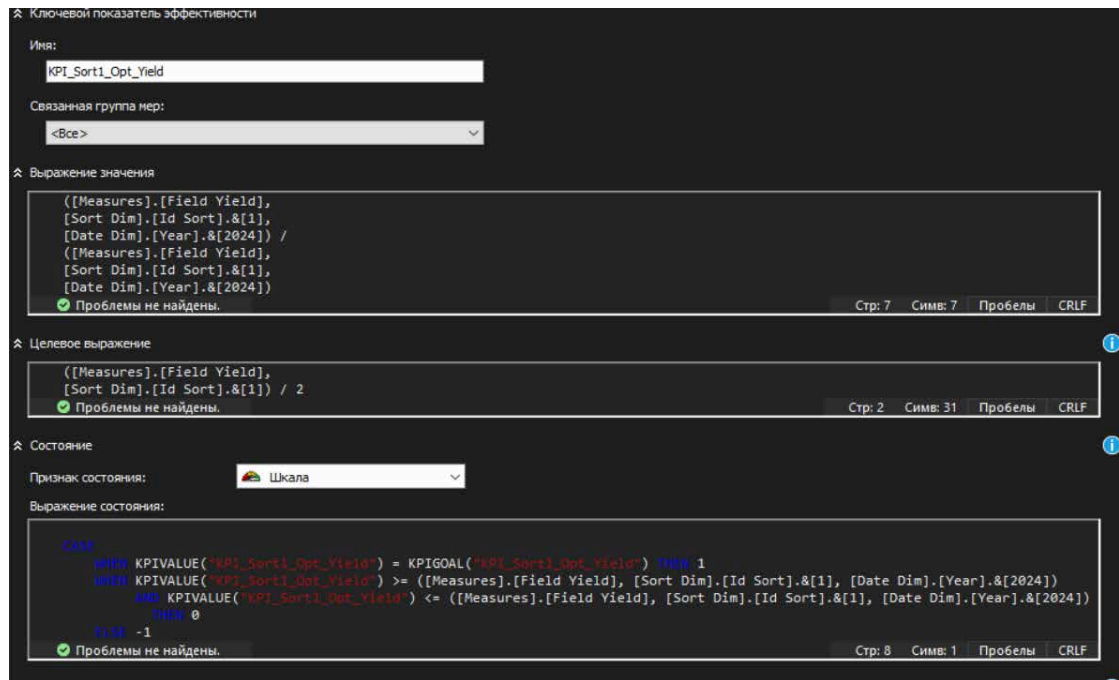 Ключевой показатель эффективности
Имя:
KPI_Sort1_Opt_Yield
Связанная группа мер:
<Все>
Выражение значения
([Measures].[Field Yield],
[Sort Dim].[Id Sort].&[1],
[Date Dim].[Year].&[2024]) /
([Measures].[Field Yield],
[Sort Dim].[Id Sort].&[1],
[Date Dim].[Year].&[2024])
Проблемы не найдены. Стр: 7 Симв: 7 Пробелы CRLF
Целевое выражение
([Measures].[Field Yield],
[Sort Dim].[Id Sort].&[1]) / 2
Проблемы не найдены. Стр: 2 Симв: 31 Пробелы CRLF
Состояние
Признак состояния: Шкала
Выражение состояния:
CASE
WHEN KPIVALUE("KPI_Sort1_Opt_Yield") = KPIGOAL("KPI_Sort1_Opt_Yield") THEN 1
WHEN KPIVALUE("KPI_Sort1_Opt_Yield") >= ([Measures].[Field Yield], [Sort Dim].[Id Sort].&[1], [Date Dim].[Year].&[2024])
AND KPIVALUE("KPI_Sort1_Opt_Yield") <= ([Measures].[Field Yield], [Sort Dim].[Id Sort].&[1], [Date Dim].[Year].&[2024])
THEN 0
ELSE -1
Проблемы не найдены. Стр: 8 Симв: 1 Пробелы CRLF